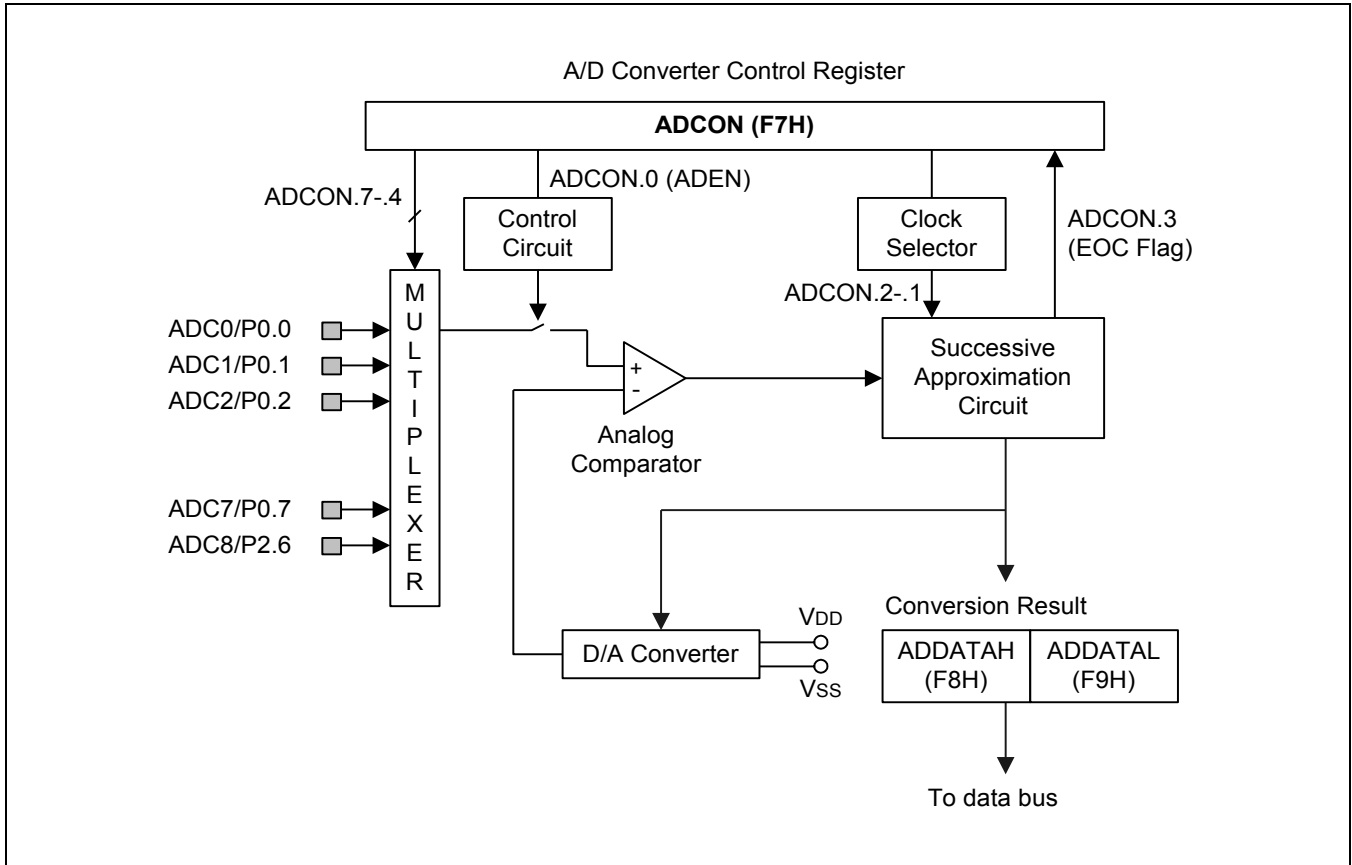 A/D Converter Control Register
ADCON (F7H)
ADCON.7-.4
ADCON.0 (ADEN)
Control
Circuit
Clock
Selector
ADCON.3
(EOC Flag)
ADCON.2-.1
M
U
L
T
I
P
L
E
X
E
R
ADC0/P0.0
ADC1/P0.1
ADC2/P0.2
ADC7/P0.7
ADC8/P2.6
+
-
Analog
Comparator
Successive
Approximation
Circuit
D/A Converter
VDD
VSS
Conversion Result
ADDATAH
(F8H)
ADDATAL
(F9H)
To data bus